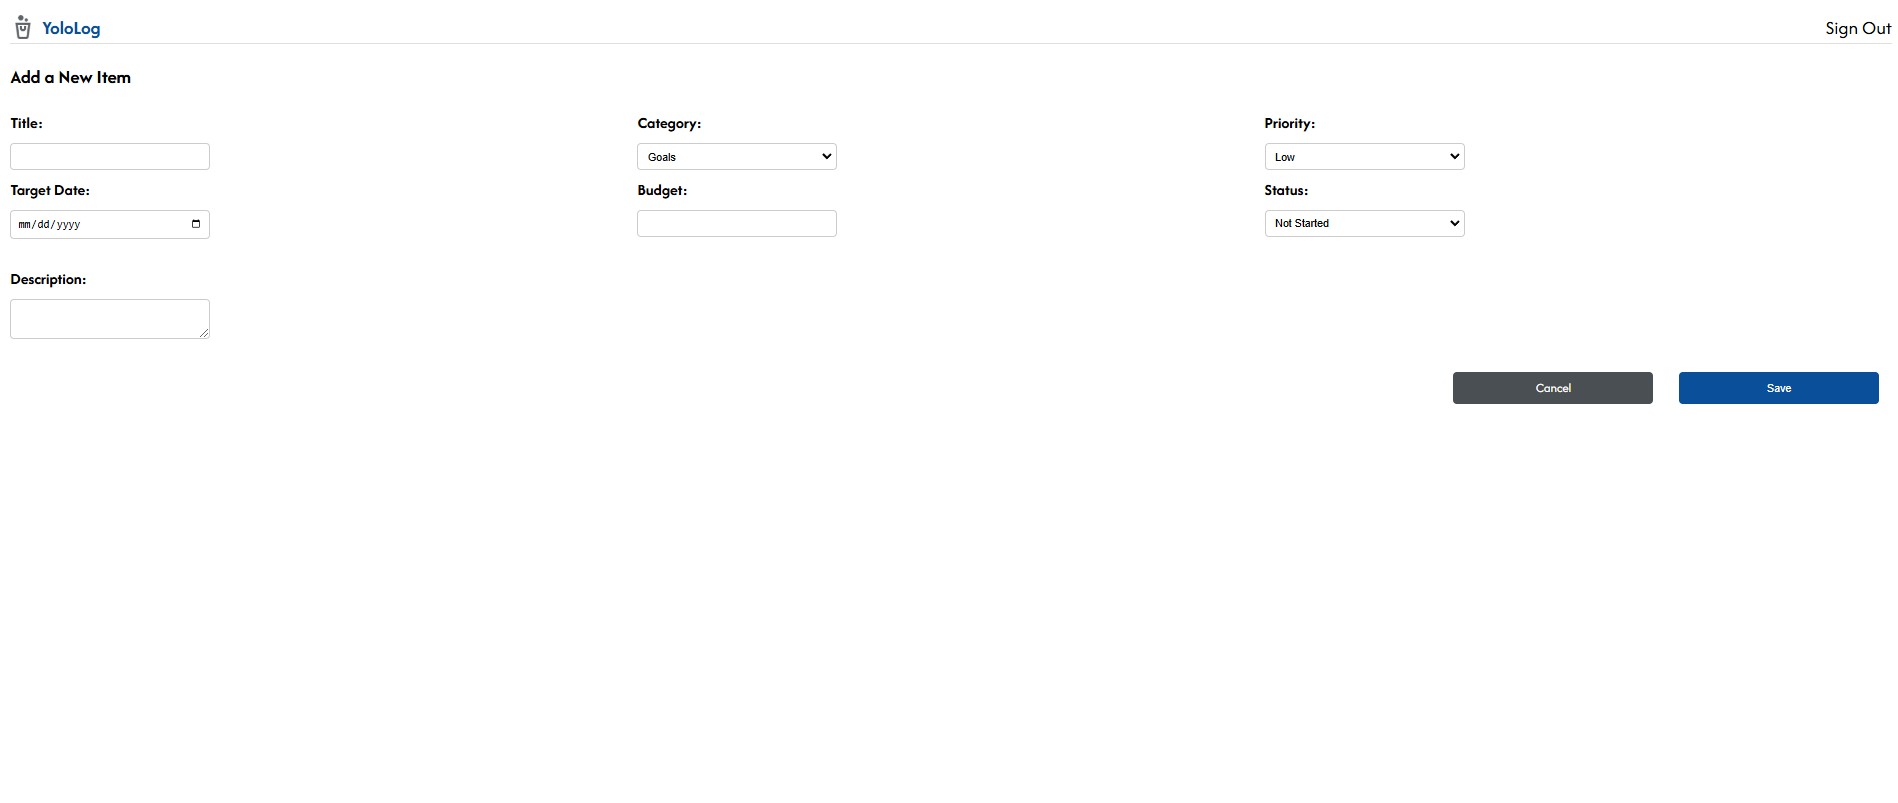 YoloLog
Sign Out
Add a New Item
Title:
Category:
Priority:
Goals
Low
Target Date:
Budget:
Status:
mm/dd/yyyy
Not Started
Description:
Cancel
Save